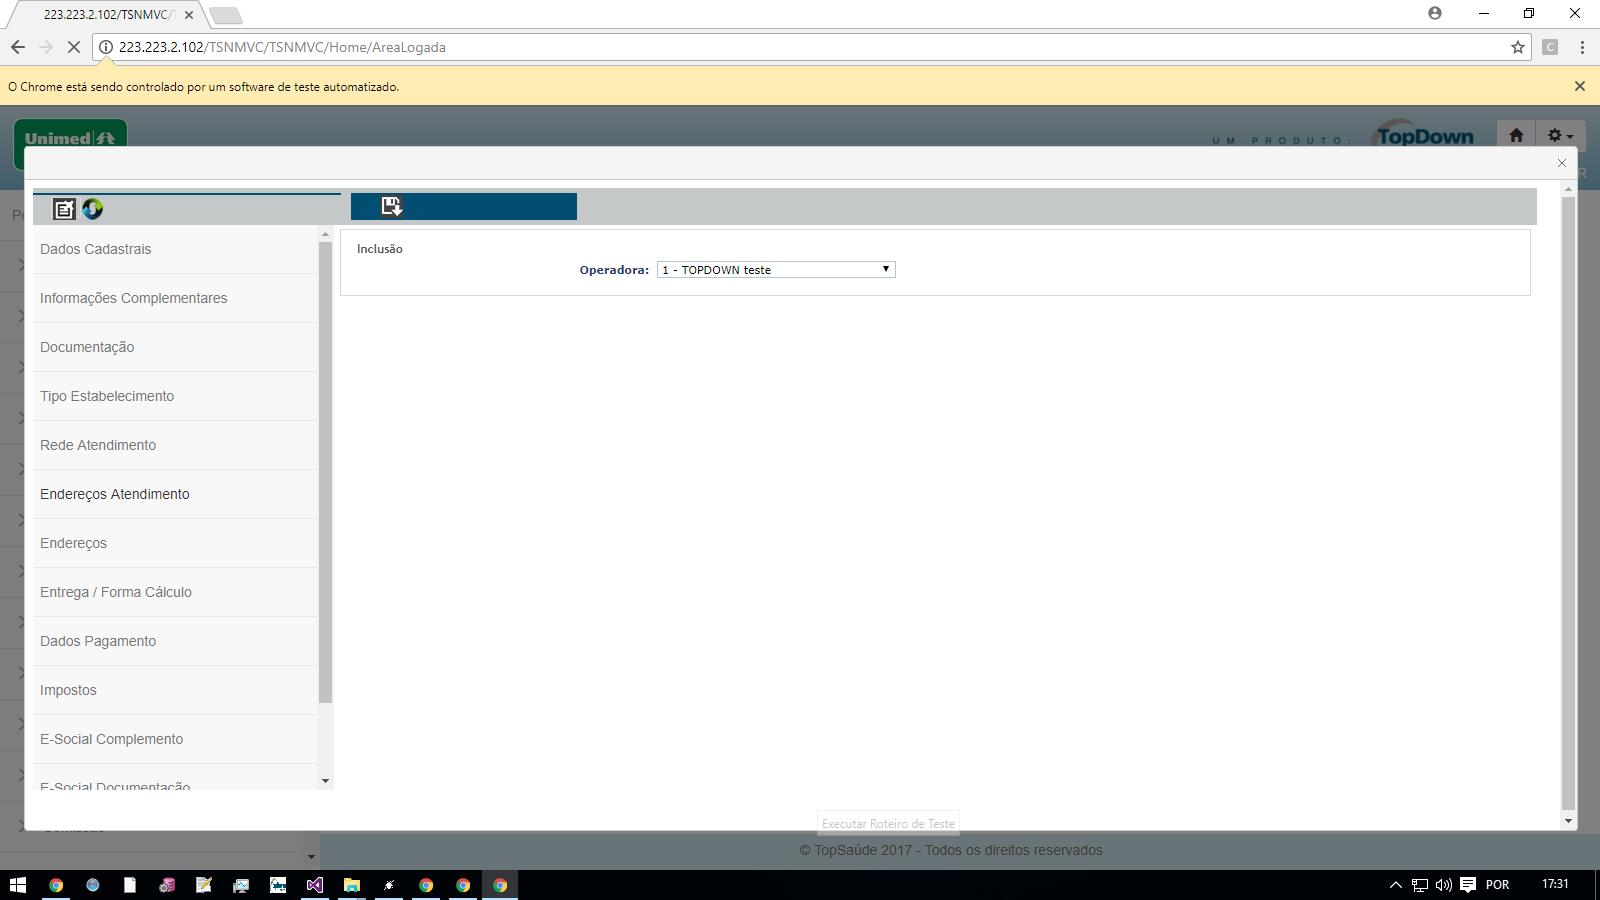 223.223.2.102/TSNMVC/
223.223.2.102/TSNMVC/TSNMVC/Home/AreaLogada
C
O Chrome está sendo controlado por um software de teste automatizado.
Unimed
UM PRODUTO:
TopDown
Dados Cadastrais
Informações Complementares
Documentação
Tipo Estabelecimento
Rede Atendimento
Endereços Atendimento
Endereços
Entrega / Forma Cálculo
Dados Pagamento
Impostos
E-Social Complemento
E-Social Documentação
Inclusão
Operadora: 1 - TOPDOWN teste
Executar Roteiro de Teste
© TopSaúde 2017 - Todos os direitos reservados
POR
17:31